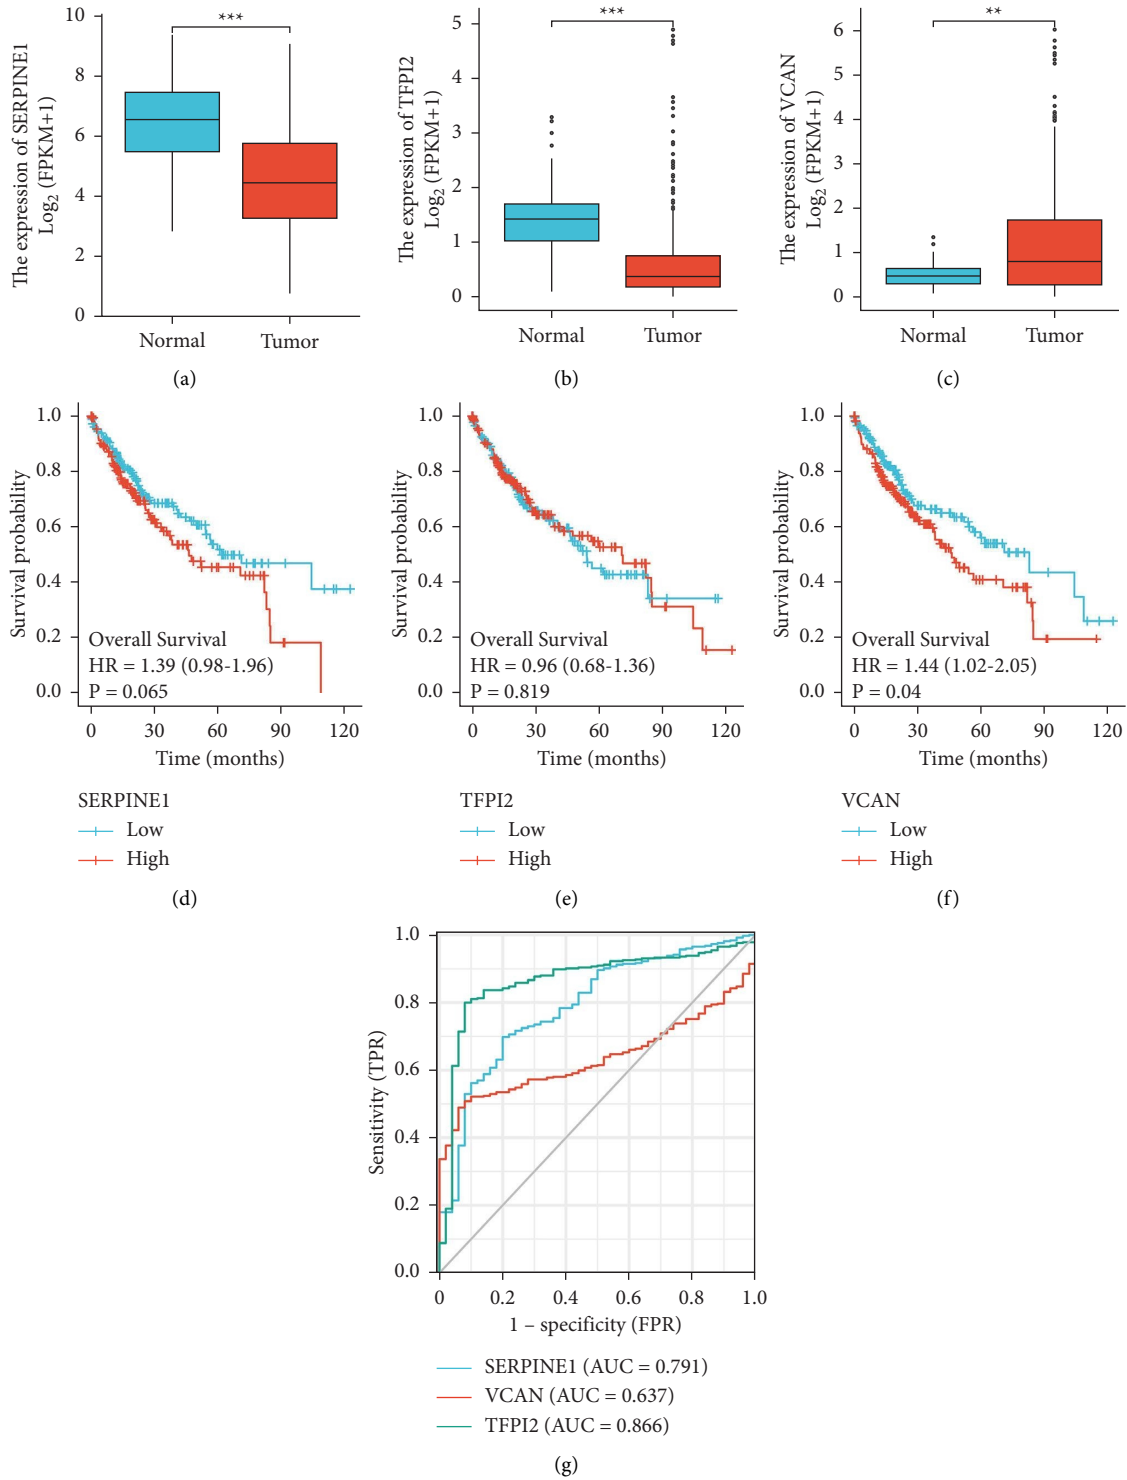 The expression of SERPINE1
Log2 (FPKM+1)
10
8
6
4
2
0
***
Normal
Tumor
(a)
The expression of TFPI2
Log2 (FPKM+1)
5
4
3
2
1
0
***
Normal
Tumor
(b)
The expression of VCAN
Log2 (FPKM+1)
6
5
4
3
2
1
0
**
Normal
Tumor
(c)
Survival probability
1.0
0.8
0.6
0.4
0.2
0.0
Overall Survival
HR = 1.39 (0.98-1.96)
P = 0.065
0 30 60 90 120
Time (months)
SERPINE1
Low
High
(d)
Survival probability
1.0
0.8
0.6
0.4
0.2
0.0
Overall Survival
HR = 0.96 (0.68-1.36)
P = 0.819
0 30 60 90 120
Time (months)
TFPI2
Low
High
(e)
Survival probability
1.0
0.8
0.6
0.4
0.2
0.0
Overall Survival
HR = 1.44 (1.02-2.05)
P = 0.04
0 30 60 90 120
Time (months)
VCAN
Low
High
(f)
Sensitivity (TPR)
1.0
0.8
0.6
0.4
0.2
0.0
0 0.2 0.4 0.6 0.8 1.0
1 – specificity (FPR)
SERPINE1 (AUC = 0.791)
VCAN (AUC = 0.637)
TFPI2 (AUC = 0.866)
(g)